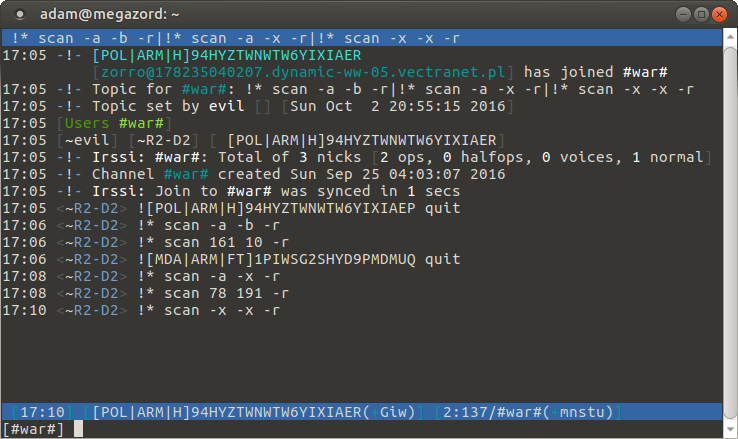 adam@megazord: ~
!* scan -a -b -r|!* scan -a -x -r|!* scan -x -x -r
17:05 -!- [POL|ARM|H]94HYZTWNWTW6YIXIAER
[zorro@178235040207.dynamic-ww-05.vectranet.pl] has joined #war#
17:05 -!- Topic for #war#: !* scan -a -b -r|!* scan -a -x -r|!* scan -x -x -r
17:05 -!- Topic set by evil [] [Sun Oct  2 20:55:15 2016]
17:05 [Users #war#]
17:05 [~evil] [~R2-D2] [ [POL|ARM|H]94HYZTWNWTW6YIXIAER]
17:05 -!- Irssi: #war#: Total of 3 nicks [2 ops, 0 halfops, 0 voices, 1 normal]
17:05 -!- Channel #war# created Sun Sep 25 04:03:07 2016
17:05 -!- Irssi: Join to #war# was synced in 1 secs
17:05 <~R2-D2> ![POL|ARM|H]94HYZTWNWTW6YIXIAEP quit
17:06 <~R2-D2> !* scan -a -b -r
17:06 <~R2-D2> !* scan 161 10 -r
17:06 <~R2-D2> ![MDA|ARM|FT]1PIWSG2SHYD9PMDMUQ quit
17:08 <~R2-D2> !* scan -a -x -r
17:08 <~R2-D2> !* scan 78 191 -r
17:10 <~R2-D2> !* scan -x -x -r
[17:10] [[POL|ARM|H]94HYZTWNWTW6YIXIAER(+Giw)] [2:137/#war#(+mnstu)]
[#war#]